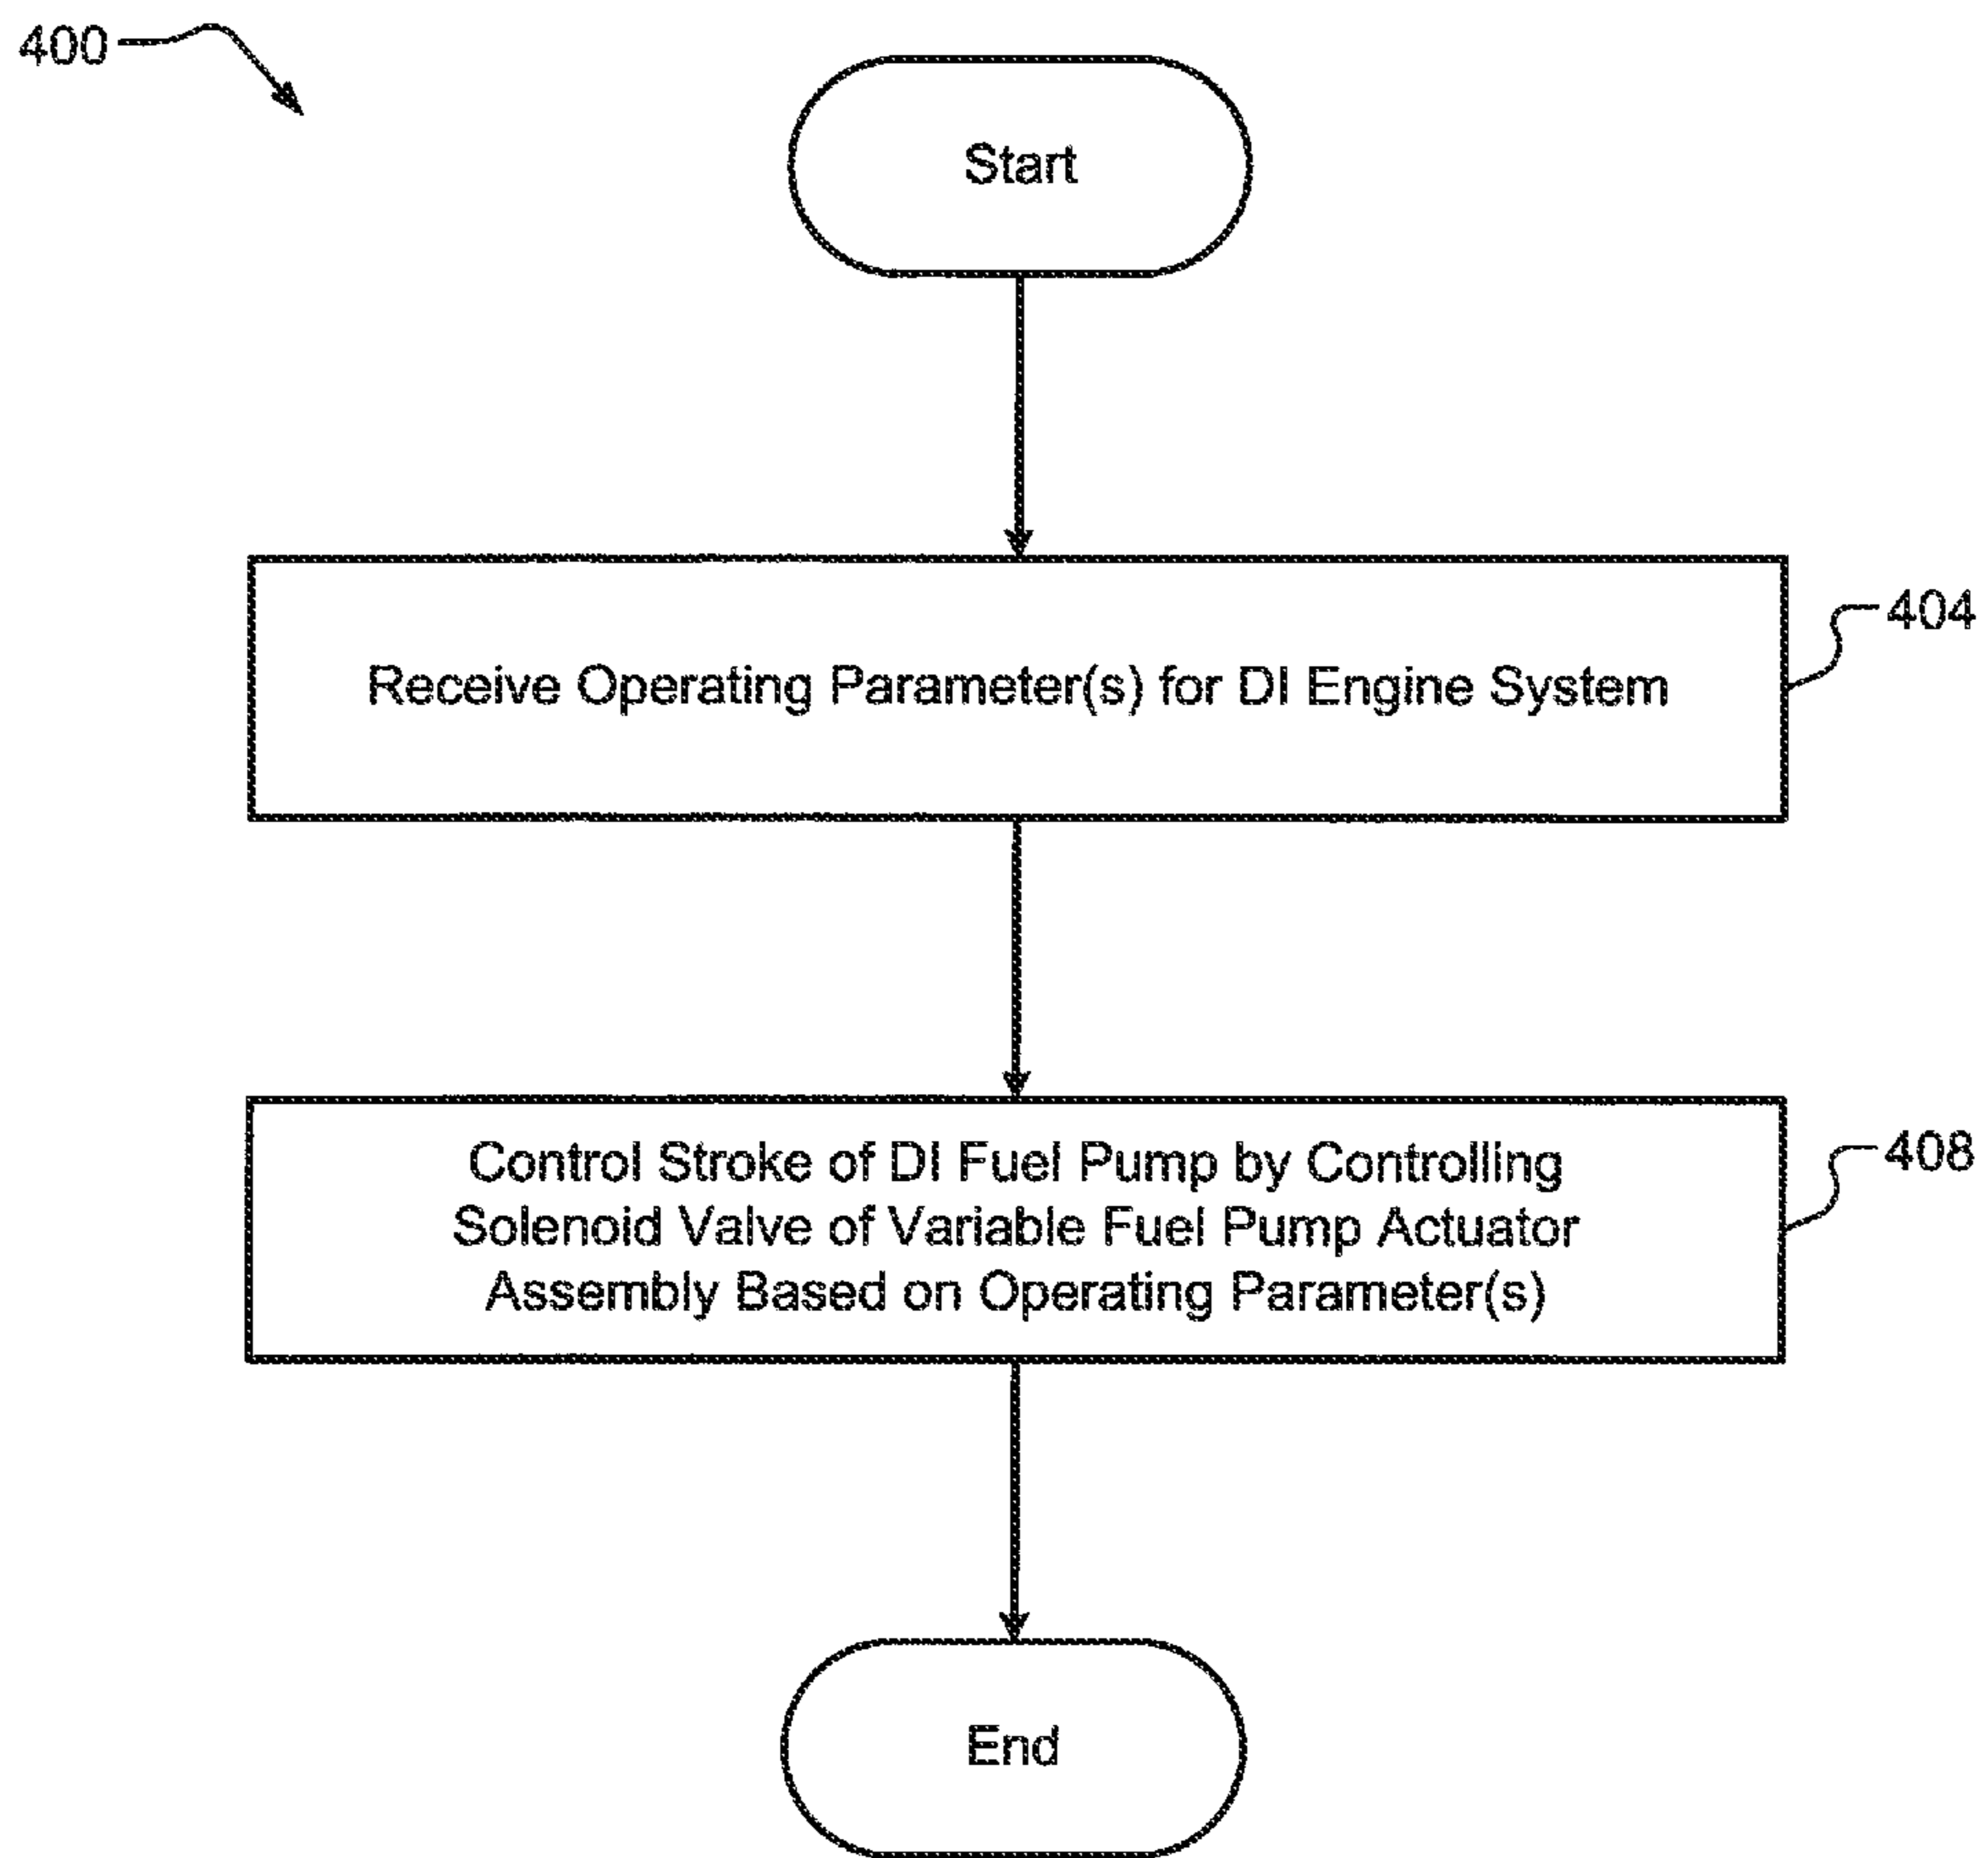 400
Start
Receive Operating Parameter(s) for DI Engine System
404
Control Stroke of DI Fuel Pump by Controlling
Solenoid Valve of Variable Fuel Pump Actuator
Assembly Based on Operating Parameter(s)
408
End